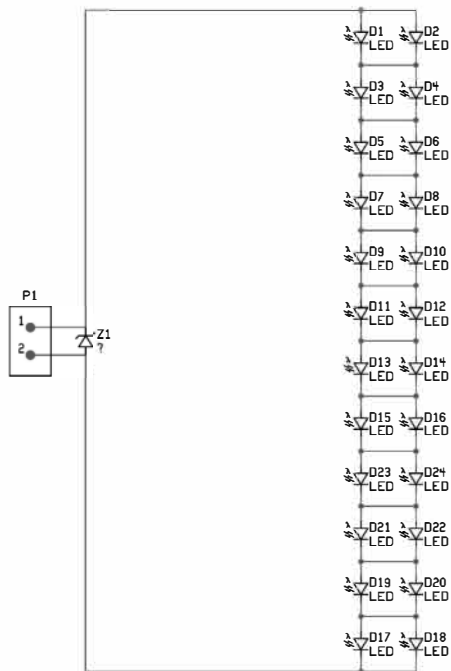 D1 D2
LED LED
D3 D4
LED LED
D5 D6
LED LED
D7 D8
LED LED
D9 D10
LED LED
P1
D11 D12
1
LED LED
Z1
2
?
D13 D14
LED LED
D15 D16
LED LED
D23 D24
LED LED
D21 D22
LED LED
D19 D20
LED LED
D17 D18
LED LED